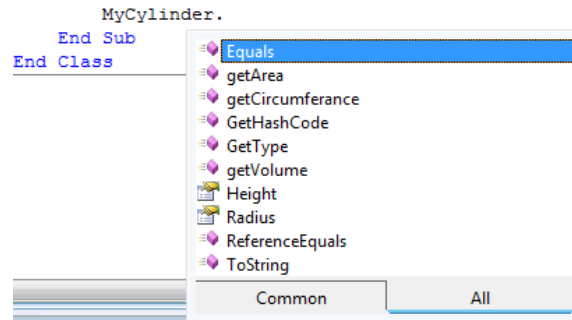 MyCylinder.
End Sub
End Class
Equals
getArea
getCircumferance
GetHashCode
GetType
getVolume
Height
Radius
ReferenceEquals
ToString
Common All